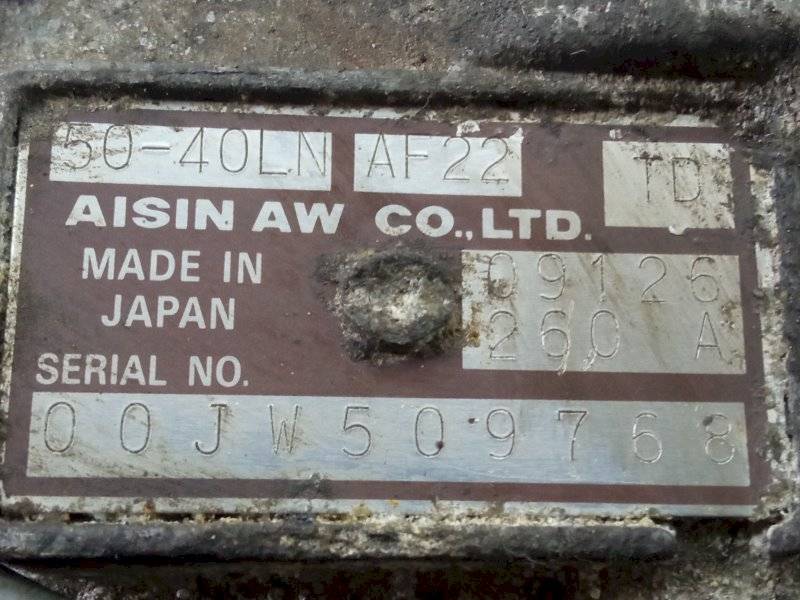 50-40LN AF22 TD
AISIN AW CO., LTD.
MADE IN
JAPAN
09126
260 A
SERIAL NO.
00JW509768